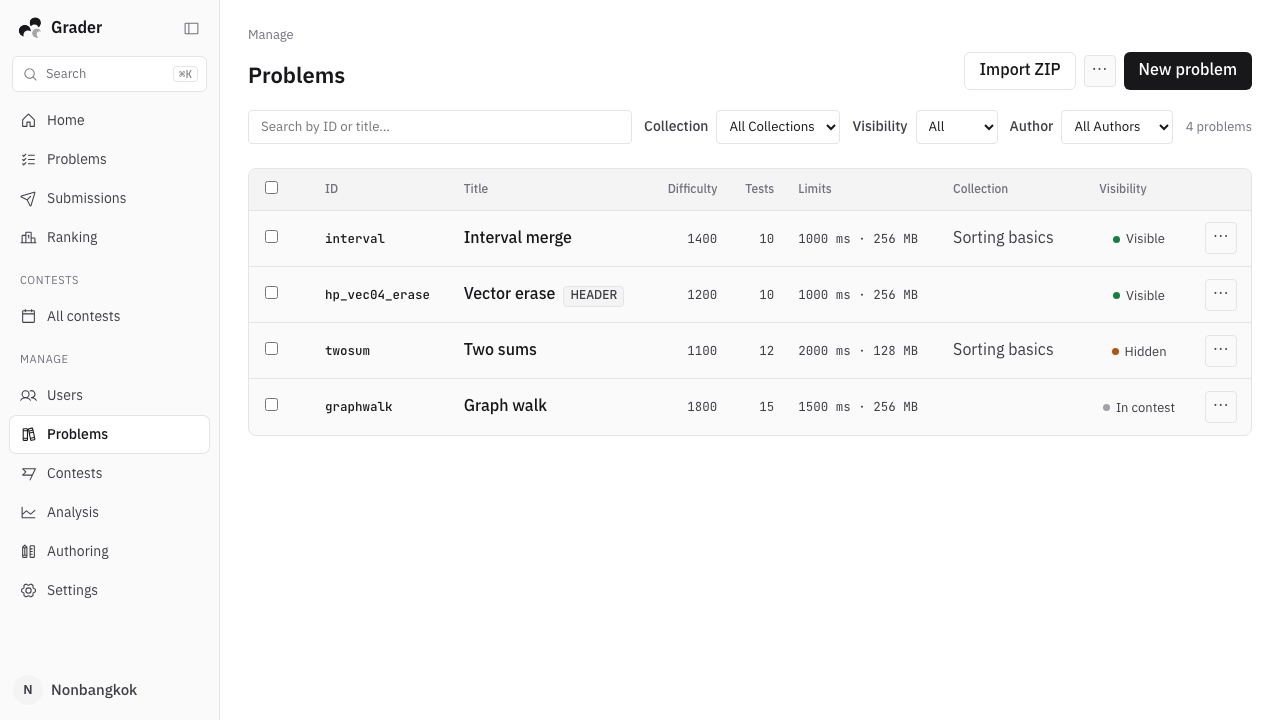 Grader
Search ⌘K
Home
Problems
Submissions
Ranking
CONTESTS
All contests
MANAGE
Users
Problems
Contests
Analysis
Authoring
Settings
N Nonbangkok
Manage
Problems
Import ZIP ··· New problem
Search by ID or title... Collection All Collections Visibility All Author All Authors 4 problems
ID Title Difficulty Tests Limits Collection Visibility
interval Interval merge 1400 10 1000 ms · 256 MB Sorting basics Visible ···
hp_vec04_erase Vector erase HEADER 1200 10 1000 ms · 256 MB Visible ···
twosum Two sums 1100 12 2000 ms · 128 MB Sorting basics Hidden ···
graphwalk Graph walk 1800 15 1500 ms · 256 MB In contest ···